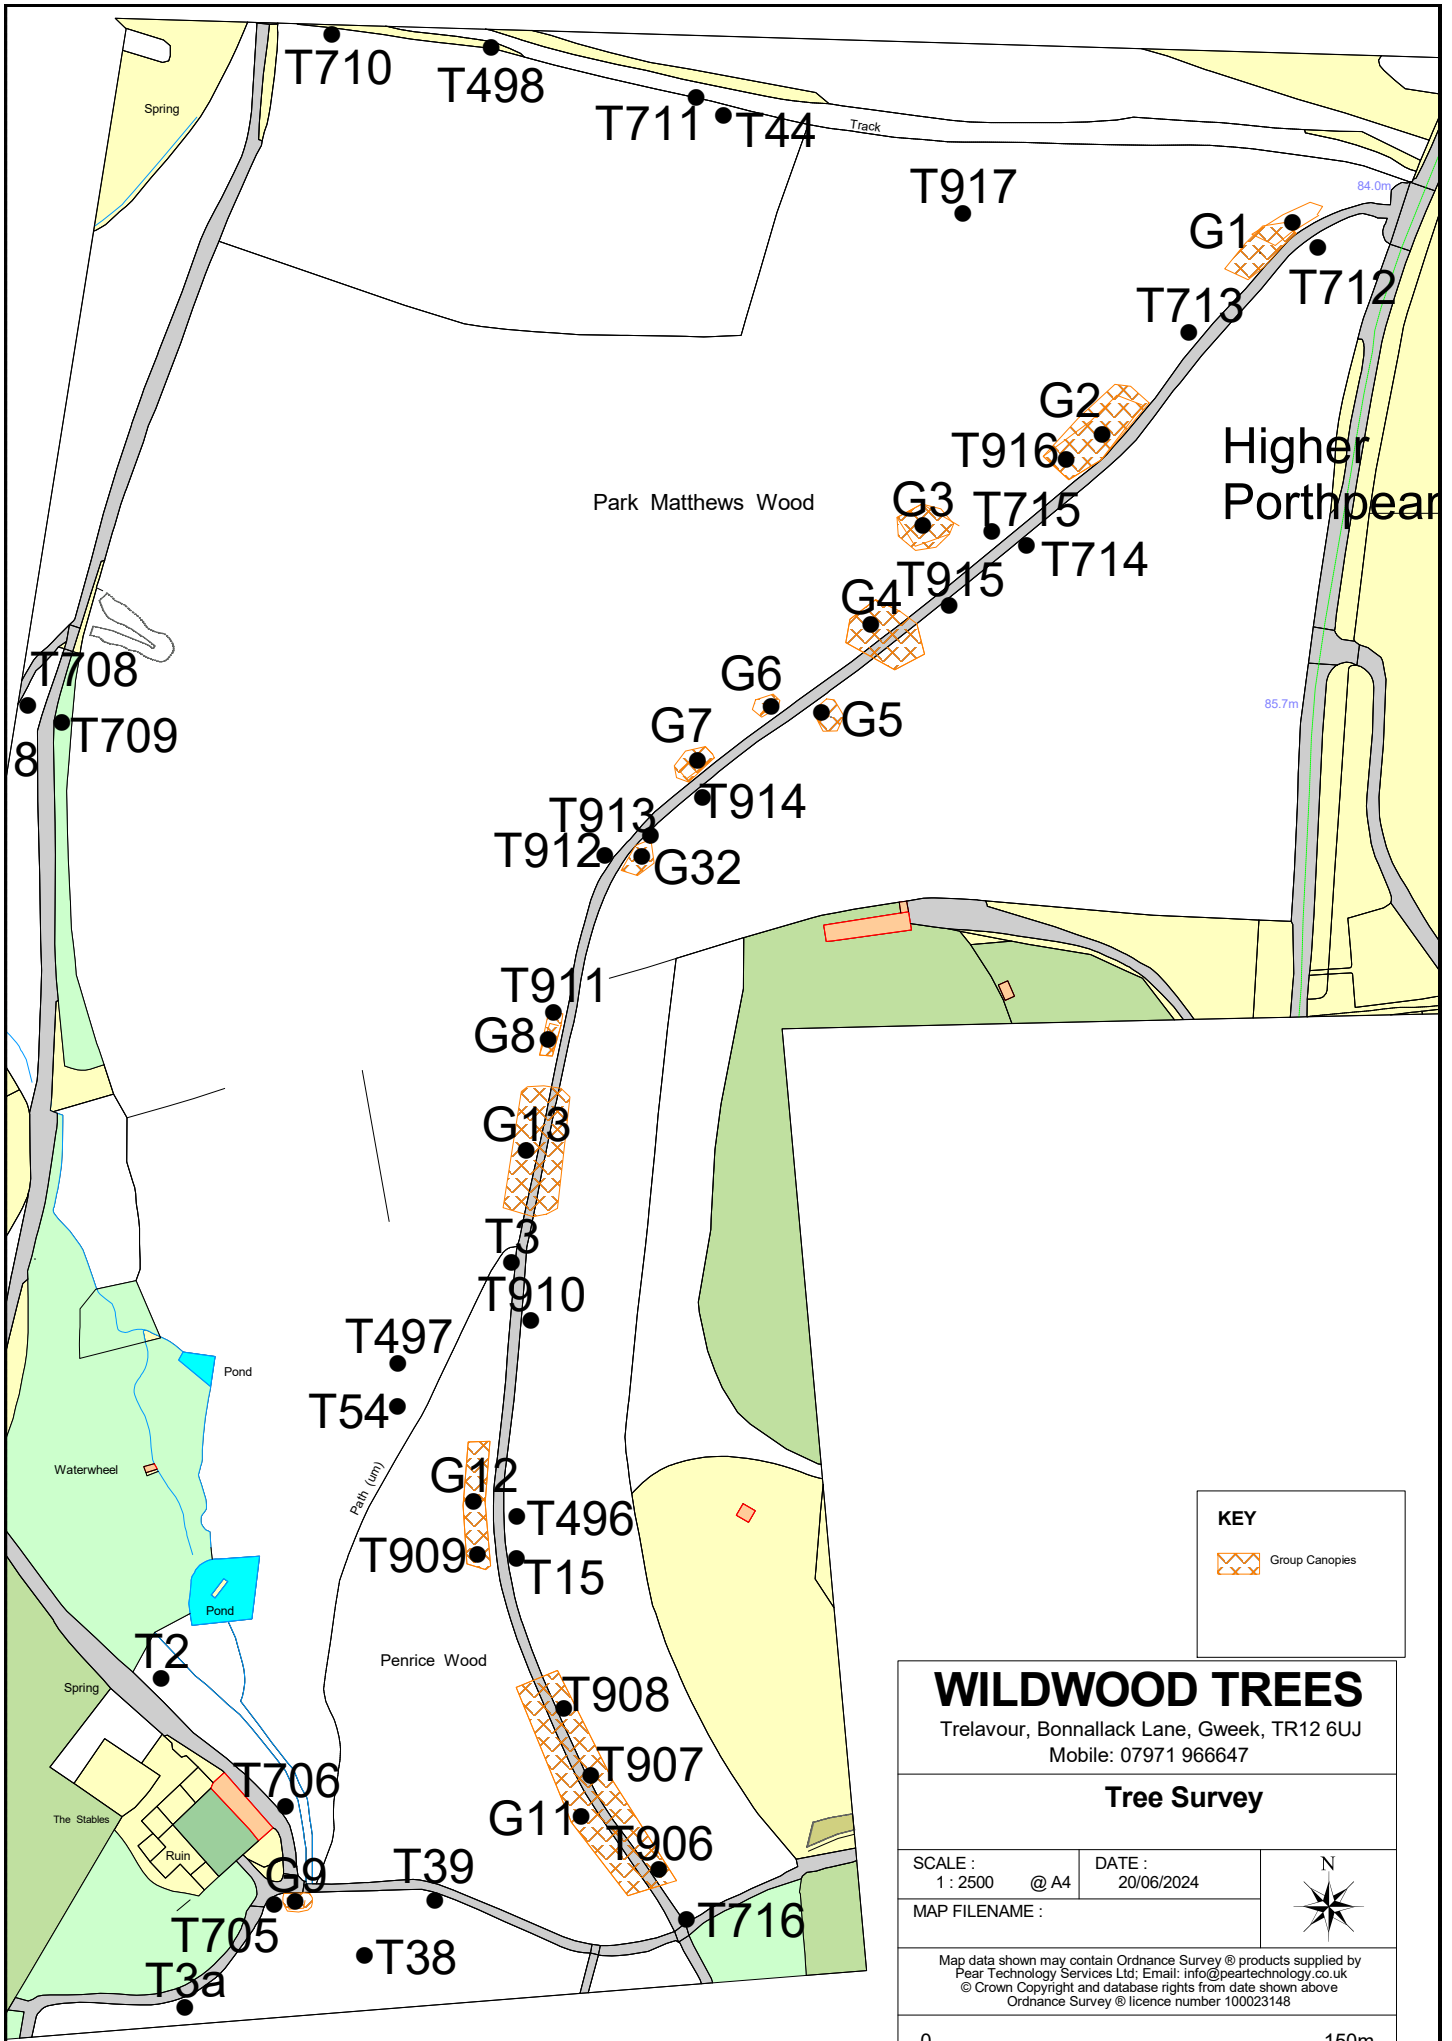 T710
T498
Spring
T711
T44
Track
T917
84.0m
G1
T712
T713
G2
Higher
T916
Porthpean
Park Matthews Wood
G3
T715
T714
T915
G4
T708
G6
85.7m
T709
G5
G7
8
T914
T913
T912
G32
T911
G8
G13
T3
T910
T497
Pond
T54
Waterwheel
G12
Path (um)
T496
KEY
T909
Group Canopies
T15
Pond
T2
Penrice Wood
Spring
T908
WILDWOOD TREES
Trelavour, Bonnallack Lane, Gweek, TR12 6UJ
Mobile: 07971 966647
T907
T706
Tree Survey
The Stables
G11
Ruin
T906
SCALE :
1 : 2500 @ A4
DATE :
20/06/2024
N
T39
G9
MAP FILENAME :
T716
T705
T38
T3a
Map data shown may contain Ordnance Survey ® products supplied by
Pear Technology Services Ltd; Email: info@peartechnology.co.uk
© Crown Copyright and database rights from date shown above
Ordnance Survey ® licence number 100023148
0 150m